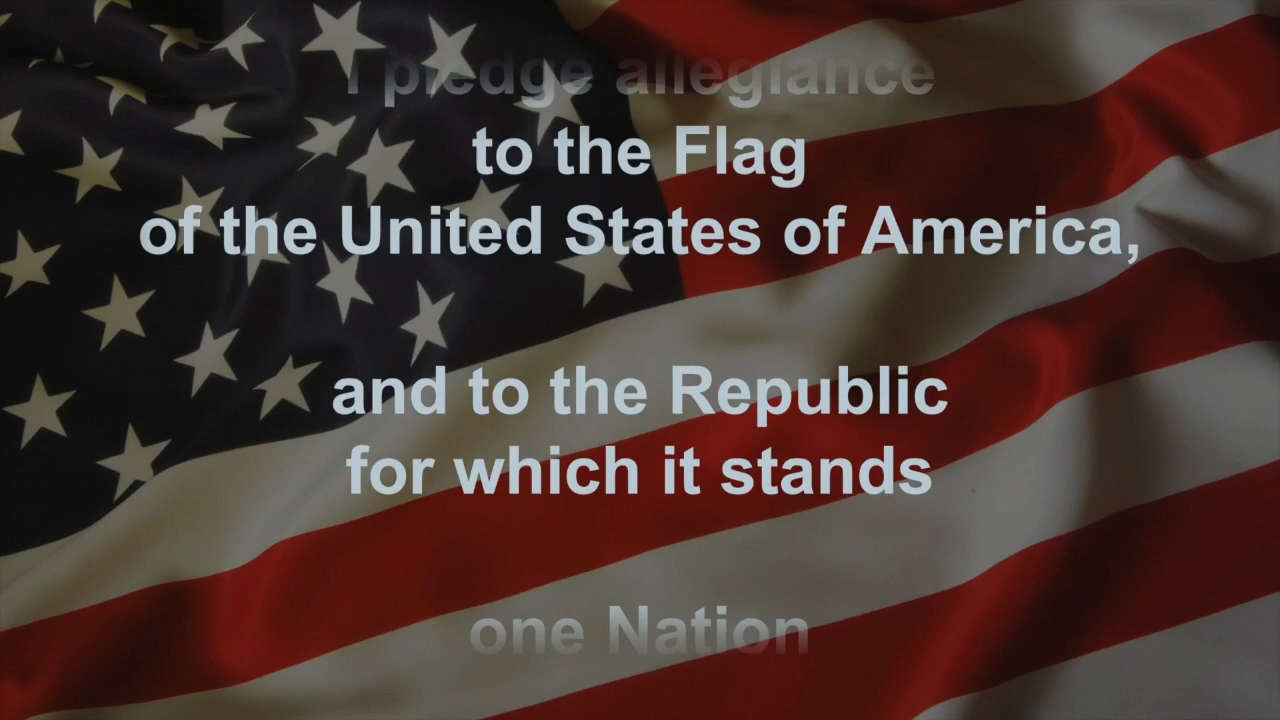 I pledge allegiance
to the Flag
of the United States of America,
and to the Republic
for which it stands
one Nation